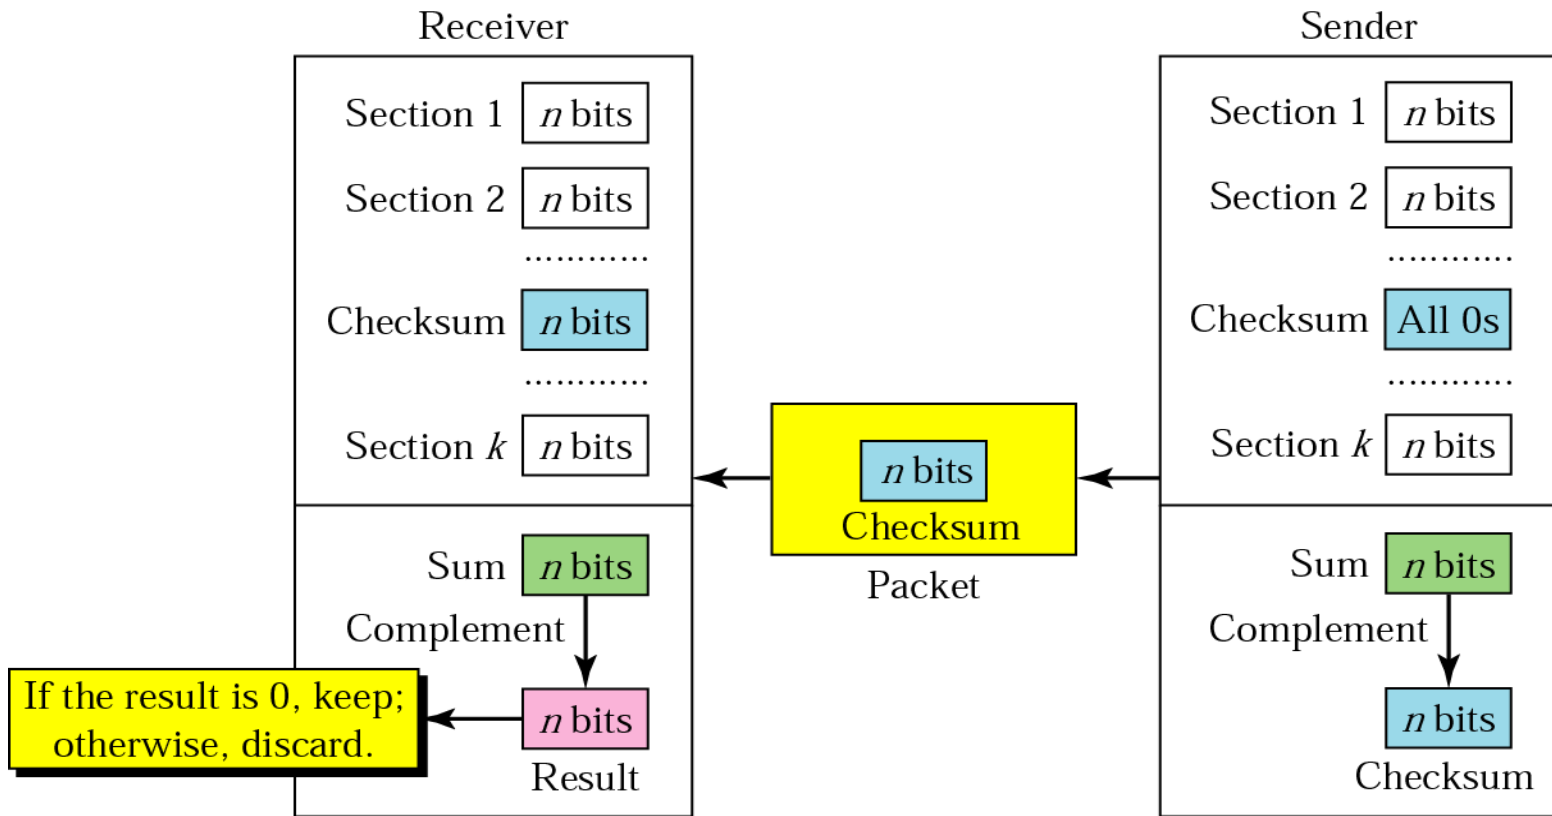 Receiver
Section 1 n bits
Section 2 n bits
............
Checksum n bits
............
Section k n bits
Sum n bits
Complement
n bits
Result
If the result is 0, keep;
otherwise, discard.
n bits
Checksum
Packet
Sender
Section 1 n bits
Section 2 n bits
............
Checksum All 0s
............
Section k n bits
Sum n bits
Complement
n bits
Checksum